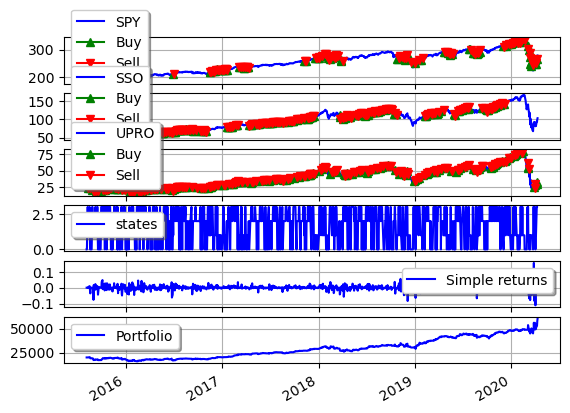 SPY
Buy
Sell
300
200
SSO
Buy
Sell
150
100
50
UPRO
Buy
Sell
75
50
25
states
2.5
0.0
Simple returns
0.1
0.0
−0.1
Portfolio
50000
25000
2016
2017
2018
2019
2020